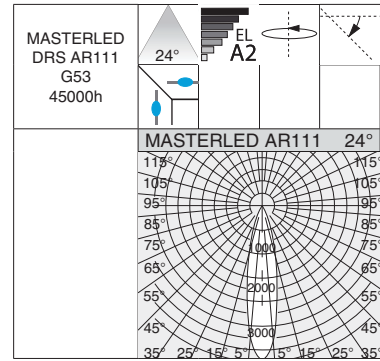 MASTERLED
DRS AR111
G53
45000h
24°
EL
A2
MASTERLED AR111 24°
115° 115°
105 105
95° 95°
85° 85°
75° 75°
1000
65° 65°
2000
55° 55°
3000
45° 45°
35° 25° 15° 5° 15° 25° 35°